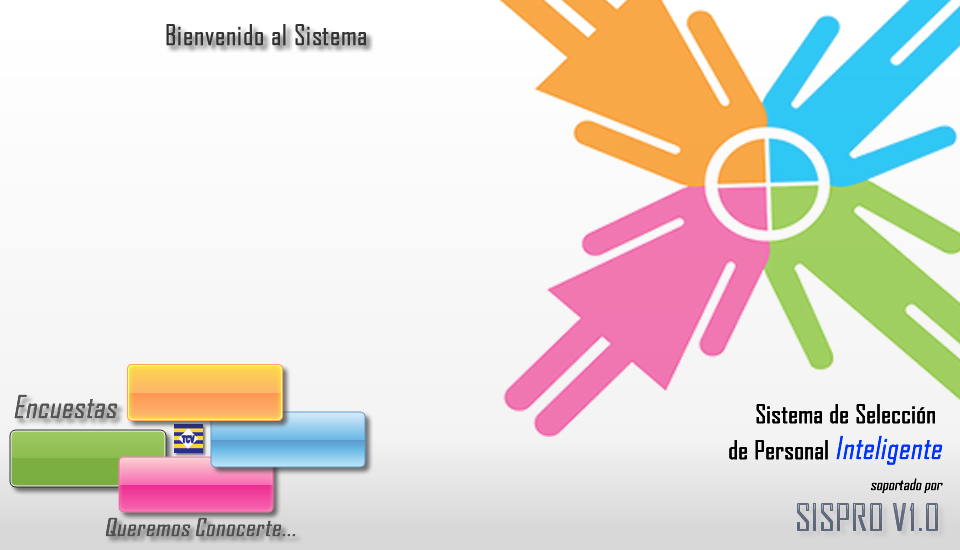 Bienvenido al Sistema
Encuestas
TCV
Queremos Conocerte...
Sistema de Selección
de Personal Inteligente
soportado por
SISPRO V1.0